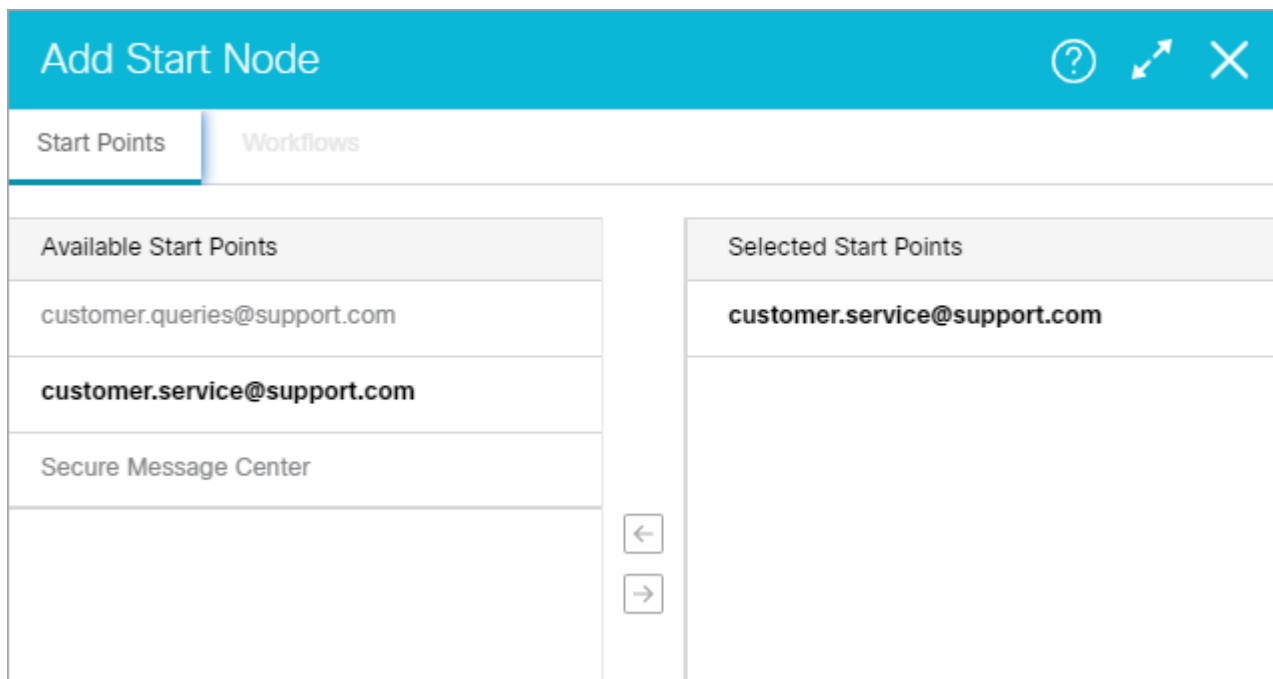 Add Start Node
Start Points
Workflows
Available Start Points
customer.queries@support.com
customer.service@support.com
Secure Message Center
Selected Start Points
customer.service@support.com